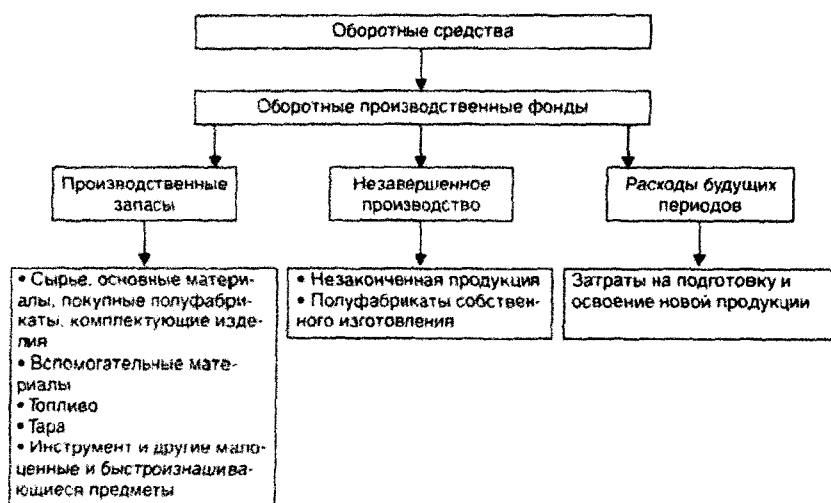 Оборотные средства
Оборотные производственные фонды
Производственные
запасы
Незавершенное
производство
Расходы будущих
периодов
• Сырье, основные матери-
алы, покупные полуфабри-
каты, комплектующие изде-
лия
• Вспомогательные мате-
риалы
• Топливо
• Тара
• Инструмент и другие мало-
ценные и быстроизнашива-
ющиеся предметы
• Незаконченная продукция
• Полуфабрикаты собствен-
ного изготовления
Затраты на подготовку и
освоение новой продукции